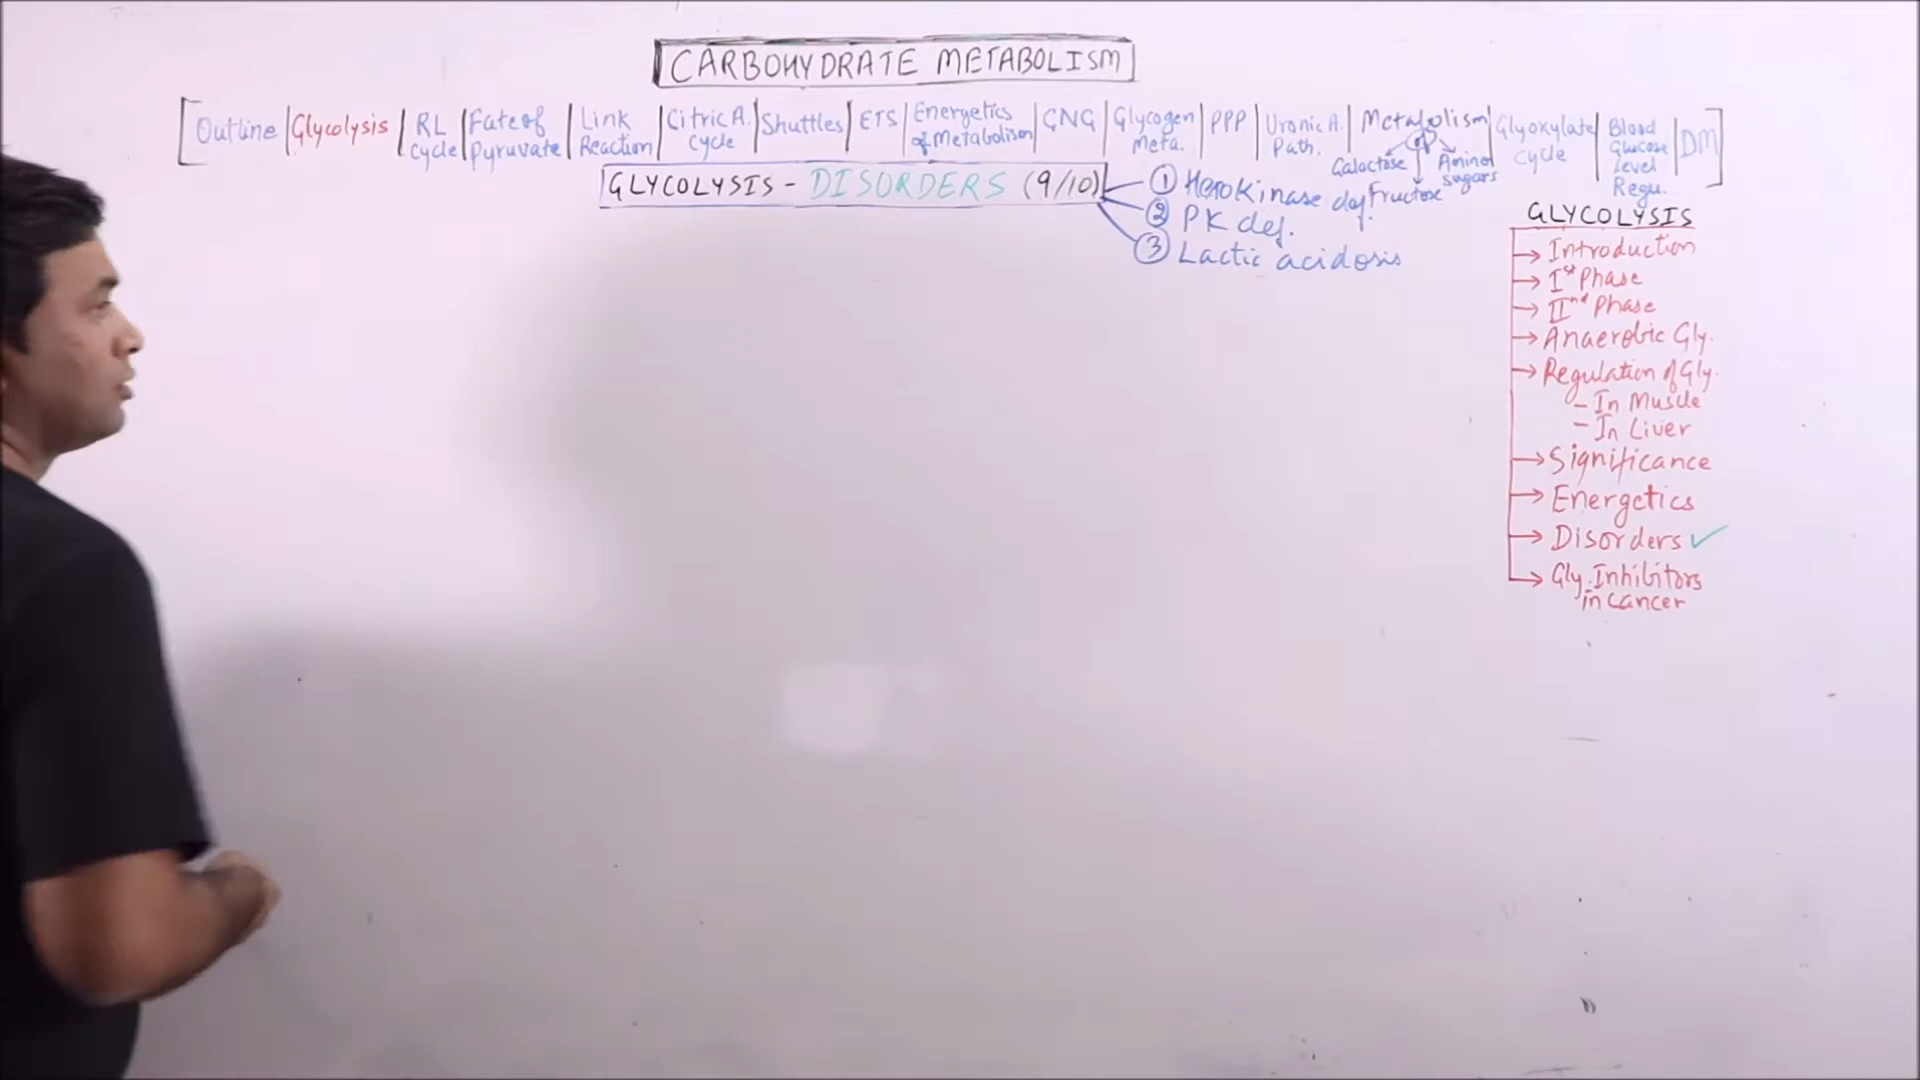 CARBOHYDRATE METABOLISM
Outline
Glycolysis
RL
Cycle
Fate of
Pyruvate
Link
Reaction
Citric A.
Cycle
Shuttles
ETS
Energetics
of Metabolism
GNG
Glycogen
Meta.
PPP
Uronic A.
Path.
Metabolism
Galactose
Fructose
Amino
sugars
Glyoxylate
Cycle
Blood
Glucose
level
Regu.
DM
GLYCOLYSIS - DISORDERS (9/10)
① Hexokinase def.
② PK def.
③ Lactic acidosis
GLYCOLYSIS
→ Introduction
→ Ist Phase
→ IInd Phase
→ Anaerobic Gly.
→ Regulation of Gly.
- In Muscle
- In Liver
→ Significance
→ Energetics
→ Disorders ✓
→ Gly. Inhibitors
in Cancer